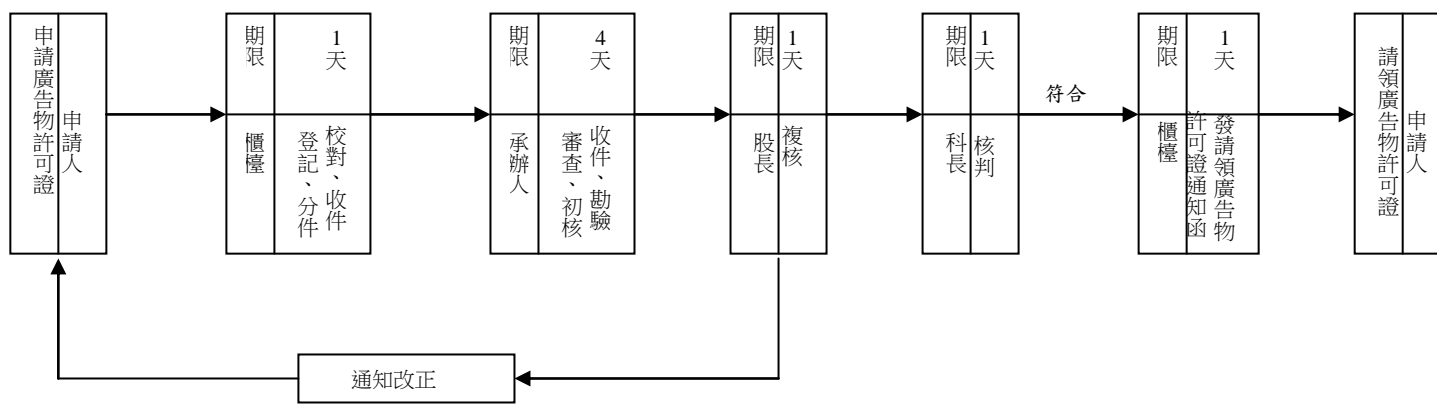 申請人
申請廣告物許可證
期限
1天
櫃檯
校對、收件
登記、分件
期限
4天
承辦人
收件、勘驗
審查、初核
期限
1天
股長
複核
期限
1天
科長
核判
符合
期限
1天
櫃檯
發請領廣告物
許可證通知函
申請人
請領廣告物許可證
通知改正